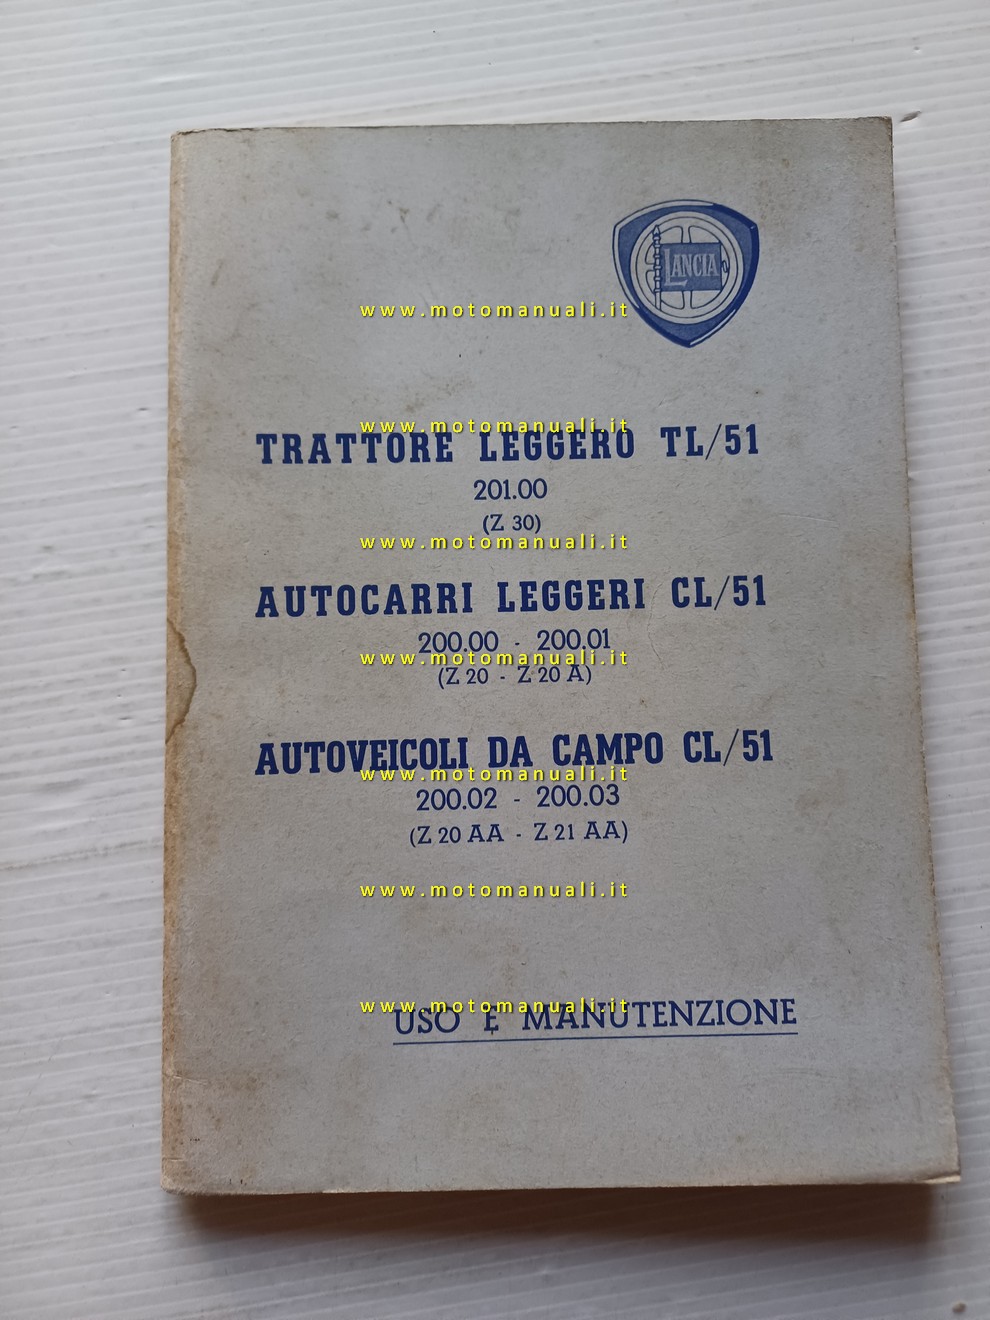 LANCIA
www.motomanuali.it
www.motomanuali.it
TRATTORE LEGGERO TL/51
201.00
(Z 30)
www.motomanuali.it
AUTOCARRI LEGGERI CL/51
200.00 - 200.01
www.motomanuali.it
(Z 20 - Z 20 A)
AUTOVEICOLI DA CAMPO CL/51
www.motomanuali.it
200.02 - 200.03
(Z 20 AA - Z 21 AA)
www.motomanuali.it
www.motomanuali.it
USO E MANUTENZIONE